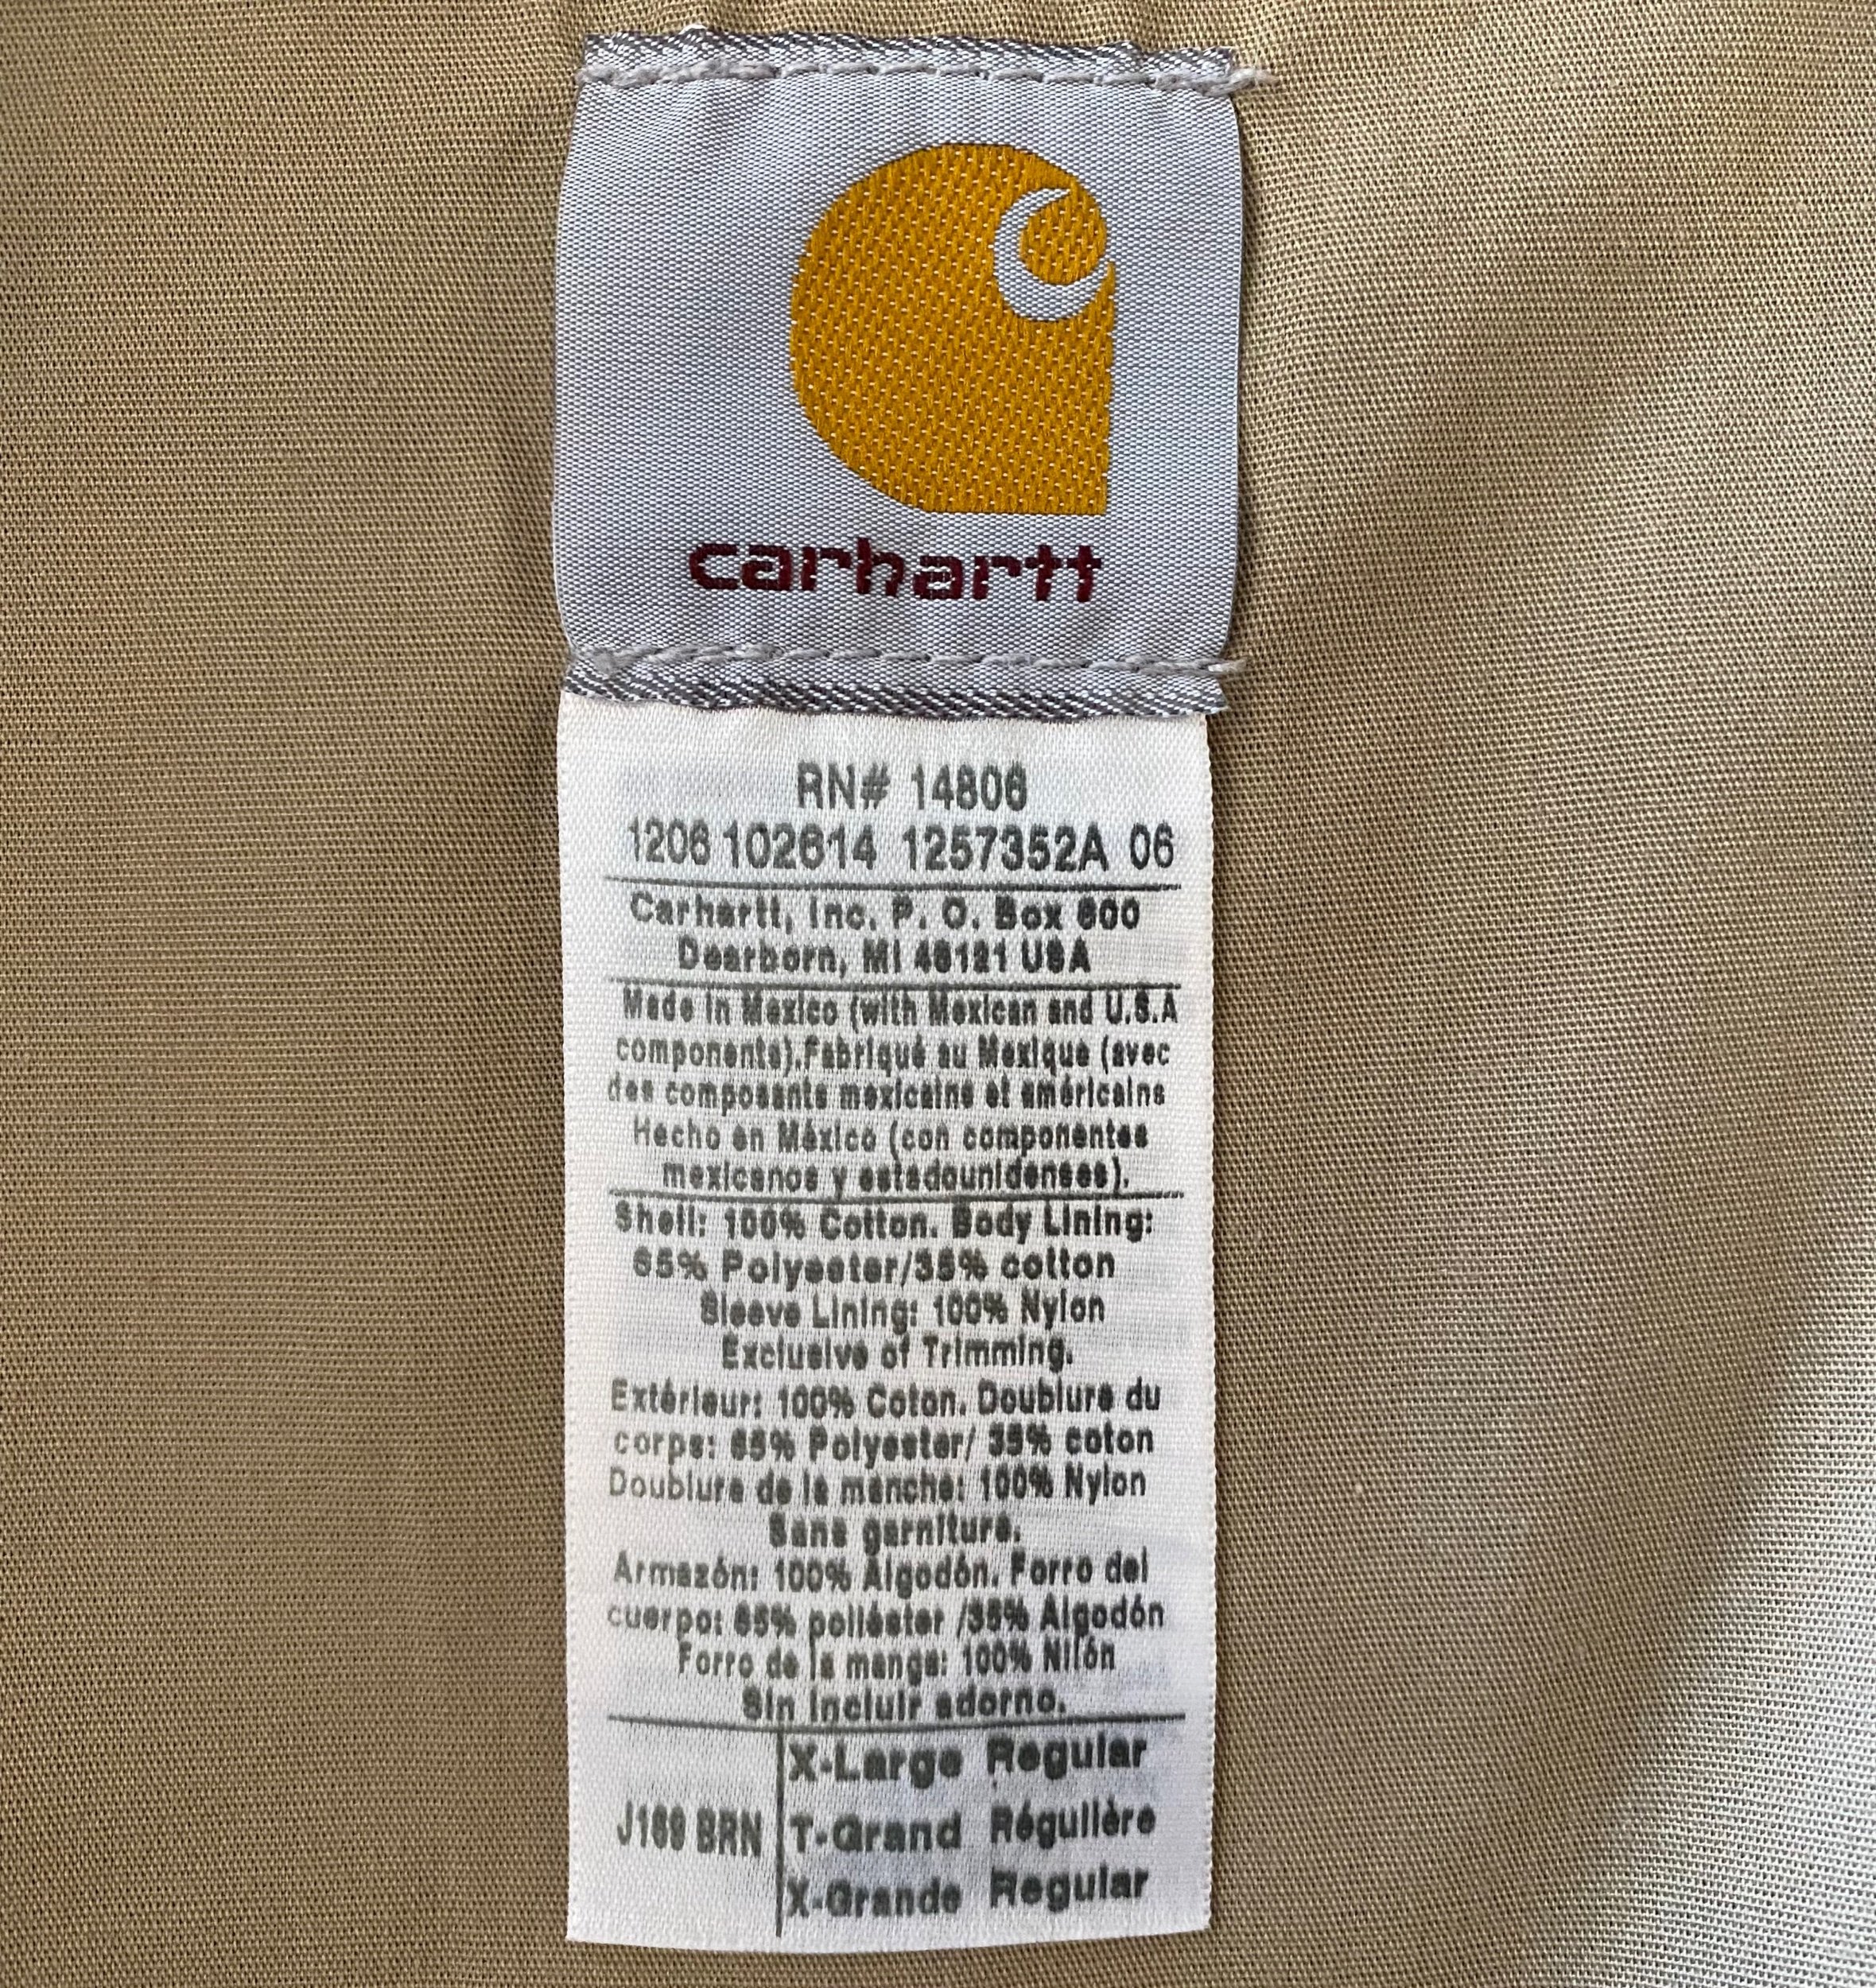 carhartt
RN# 14806
1206 102614 1257352A 06
Carhartt, Inc. P. O. Box 600
Dearborn, MI 48121 USA
Made in Mexico (with Mexican and U.S.A
components).Fabriqué au Mexique (avec
des composants mexicains et américains
Hecho en México (con componentes
mexicanos y estadounidenses).
Shell: 100% Cotton. Body Lining:
65% Polyester/35% cotton
Sleeve Lining: 100% Nylon
Exclusive of Trimming.
Extérieur: 100% Coton. Doublure du
corps: 65% Polyester/ 35% coton
Doublure de la manche: 100% Nylon
Sans garniture.
Armazón: 100% Algodón. Forro del
cuerpo: 65% poliéster /35% Algodón
Forro de la manga: 100% Nilón
Sin incluir adorno.
J169 BRN
X-Large Regular
T-Grand Régulière
X-Grande Regular